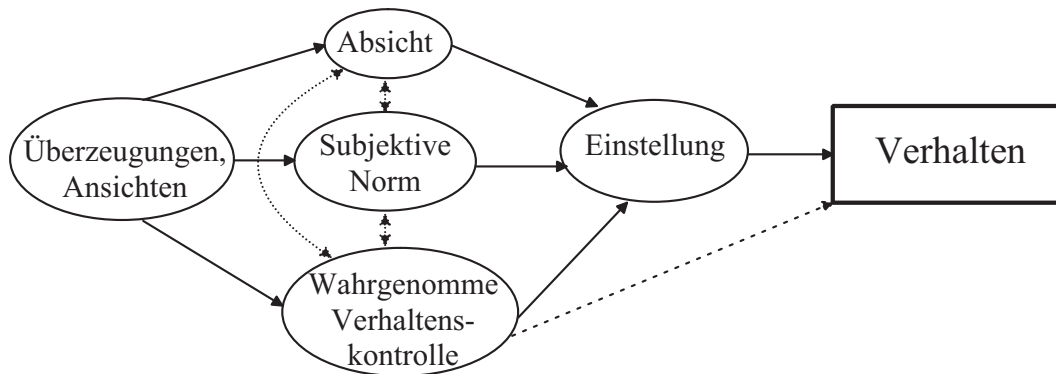 Absicht
Überzeugungen,
Ansichten
Subjektive
Norm
Einstellung
Verhalten
Wahrgenomme
Verhaltens-
kontrolle